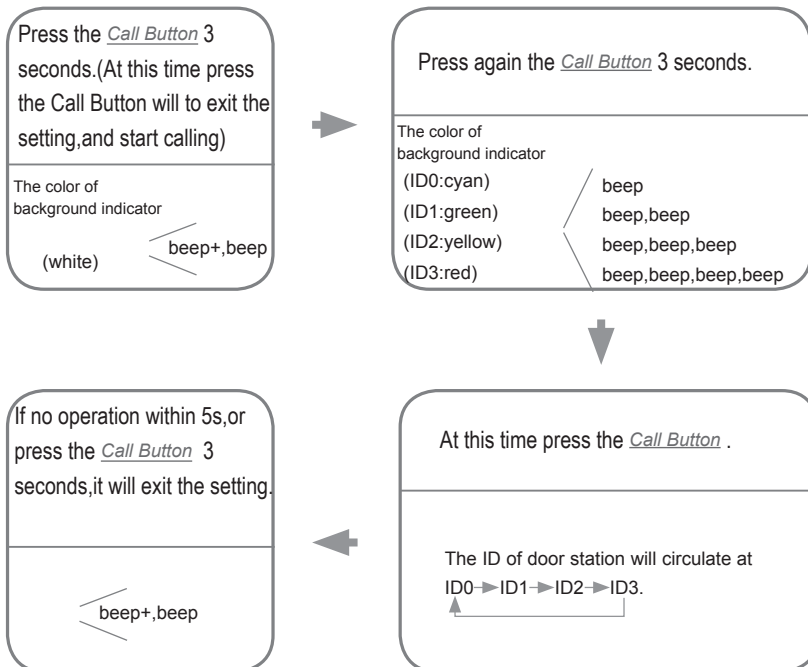 Press the Call Button 3
seconds.(At this time press
the Call Button will to exit the
setting,and start calling)
The color of
background indicator
(white)
beep+,beep
Press again the Call Button 3 seconds.
The color of
background indicator
(ID0:cyan)
beep
(ID1:green)
beep,beep
(ID2:yellow)
beep,beep,beep
(ID3:red)
beep,beep,beep,beep
At this time press the Call Button .
The ID of door station will circulate at
ID0 ID1 ID2 ID3.
If no operation within 5s,or
press the Call Button 3
seconds,it will exit the setting.
beep+,beep